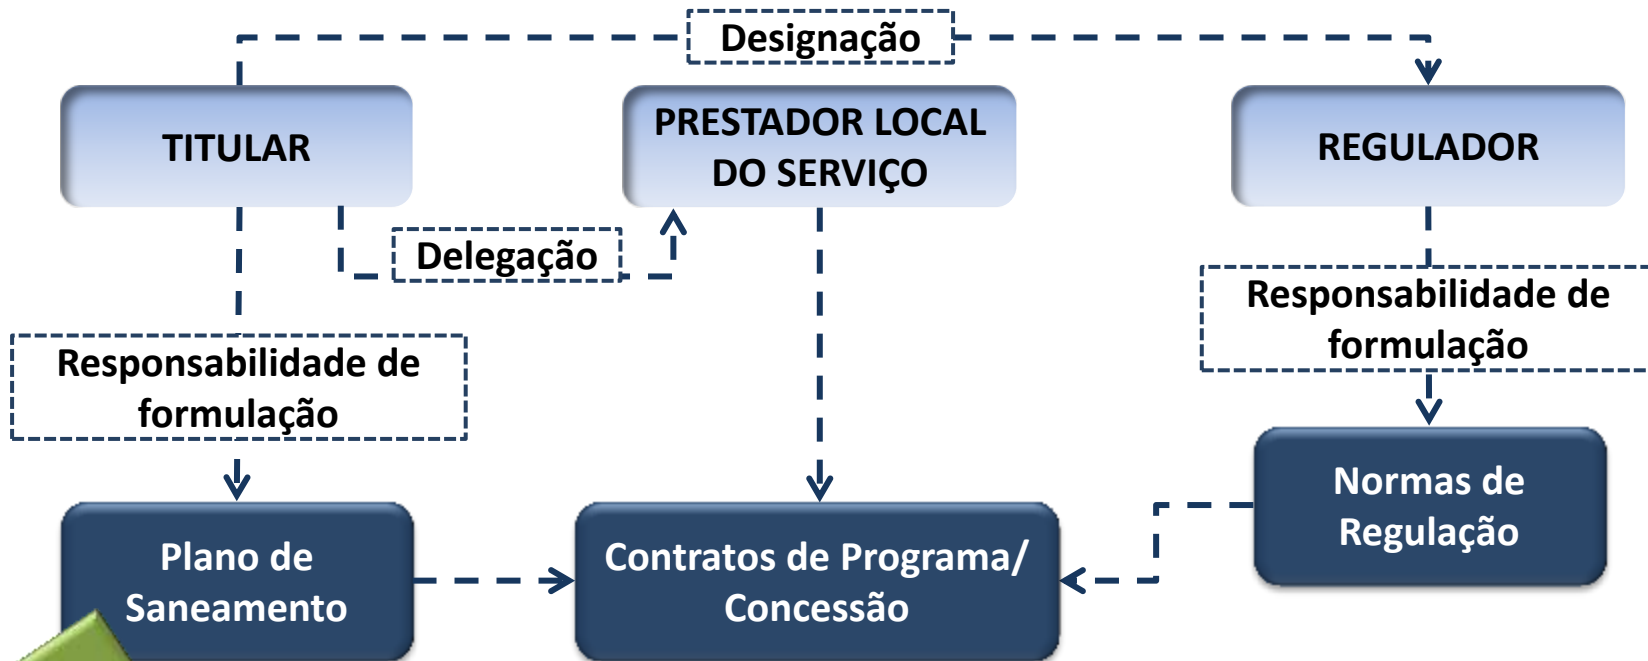 Designação
TITULAR
PRESTADOR LOCAL
DO SERVIÇO
REGULADOR
Delegação
Responsabilidade de
formulação
Responsabilidade de
formulação
Plano de
Saneamento
Contratos de Programa/
Concessão
Normas de
Regulação